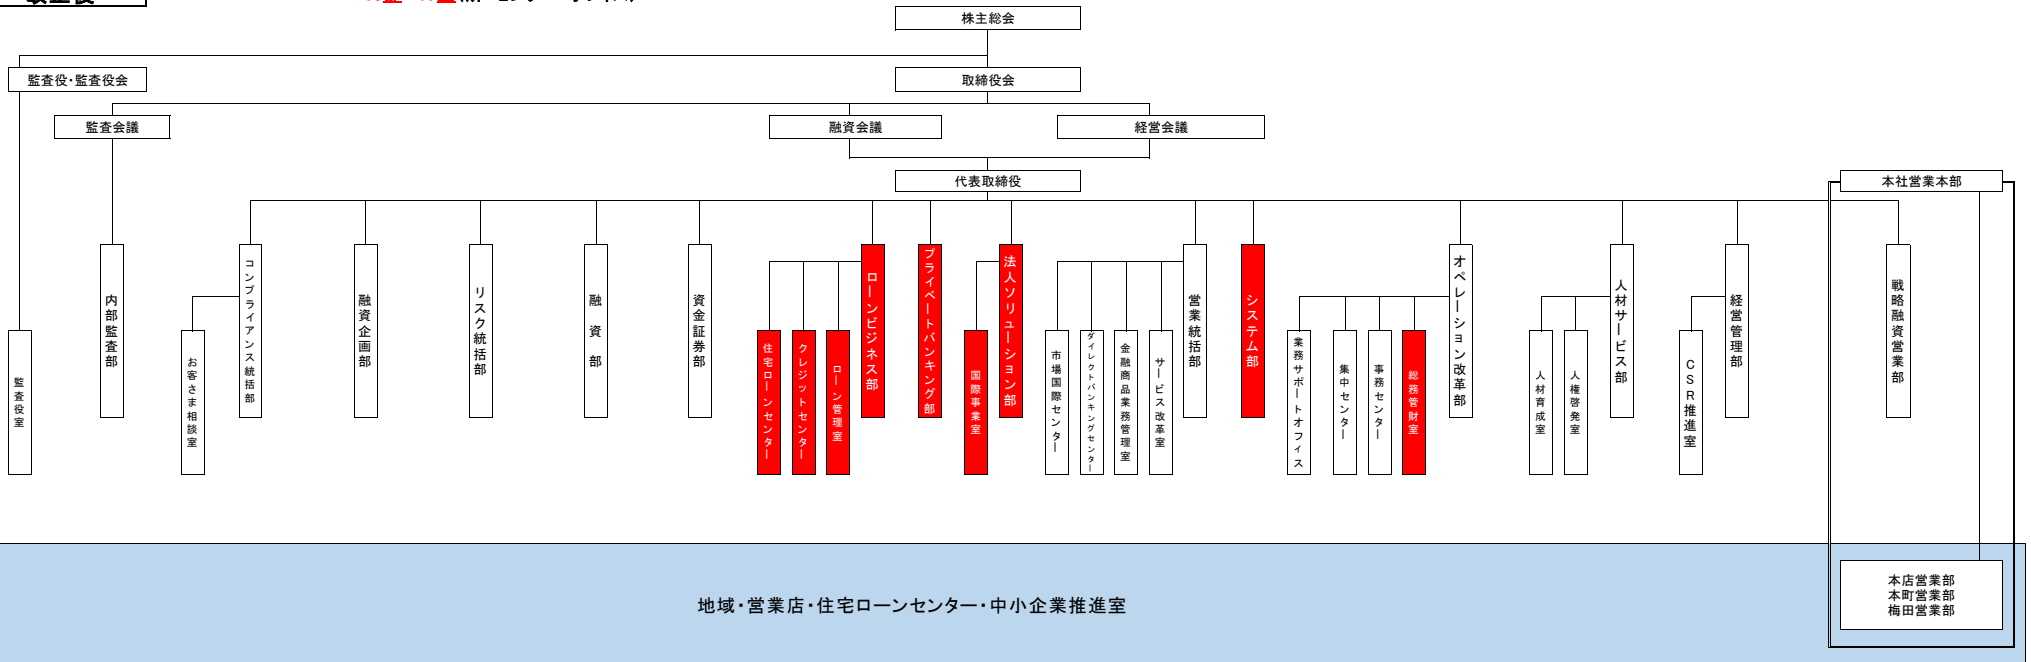 株主総会
監査役・監査役会
取締役会
監査会議
融資会議
経営会議
代表取締役
本社営業本部
内部監査部
コンプライアンス統括部
融資企画部
リスク統括部
融資部
資金証券部
ローンビジネス部
プライベートバンキング部
法人ソリューション部
営業統括部
システム部
オペレーション改革部
人材サービス部
経営管理部
戦略融資営業部
監査役室
お客さま相談室
住宅ローンセンター
クレジットセンター
ローン管理室
国際事業室
市場国際センター
ダイレクトバンキングセンター
金融商品業務管理室
サービス改革室
業務サポートオフィス
集中センター
事務センター
総務管財室
人材育成室
人権啓発室
CSR推進室
地域・営業店・住宅ローンセンター・中小企業推進室
本店営業部
本町営業部
梅田営業部